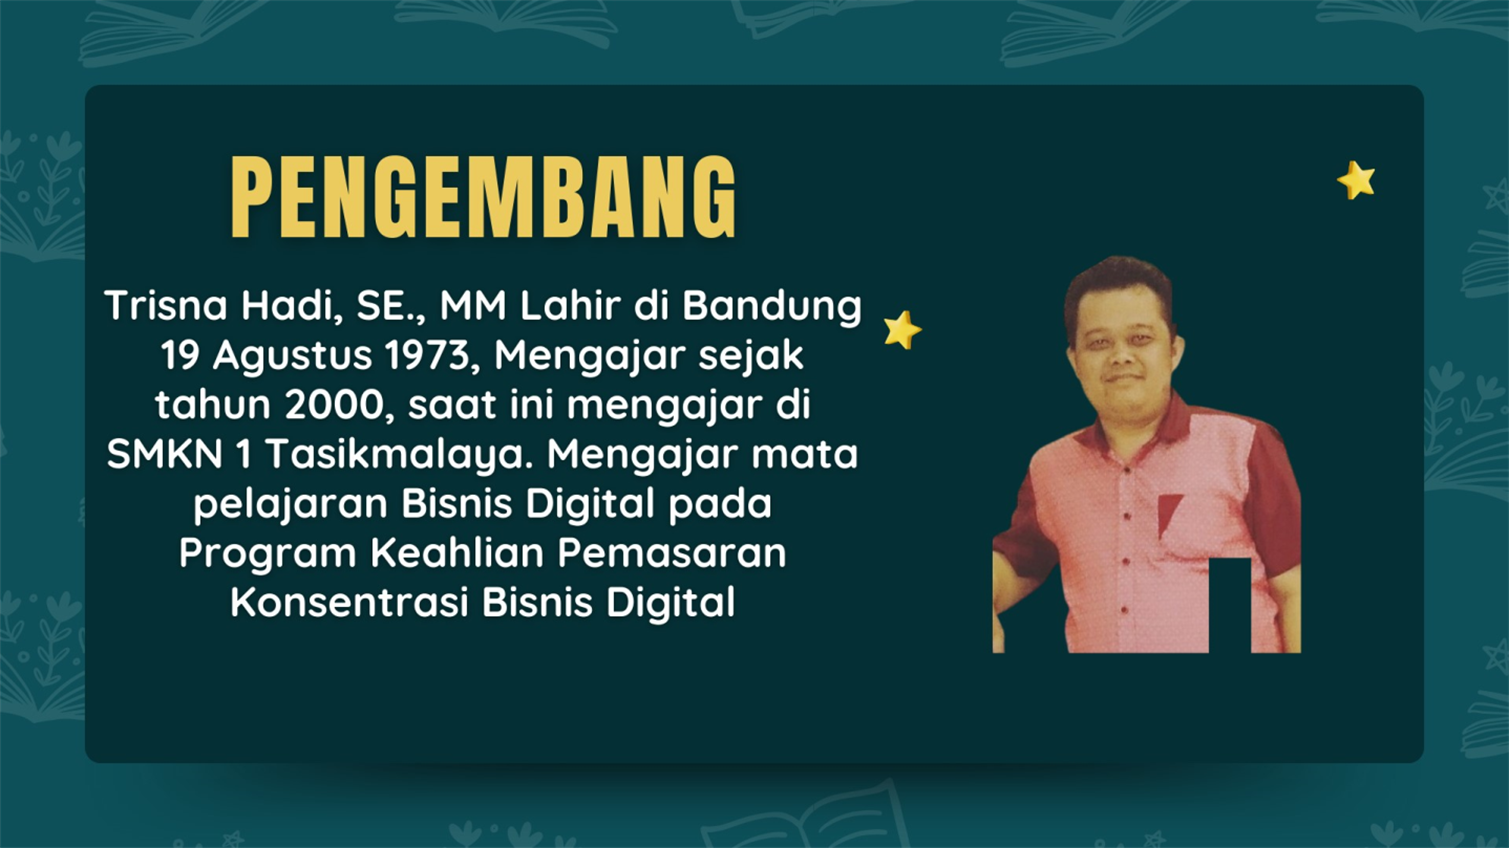 PENGEMBANG
Trisna Hadi, SE., MM Lahir di Bandung
19 Agustus 1973, Mengajar sejak
tahun 2000, saat ini mengajar di
SMKN 1 Tasikmalaya. Mengajar mata
pelajaran Bisnis Digital pada
Program Keahlian Pemasaran
Konsentrasi Bisnis Digital